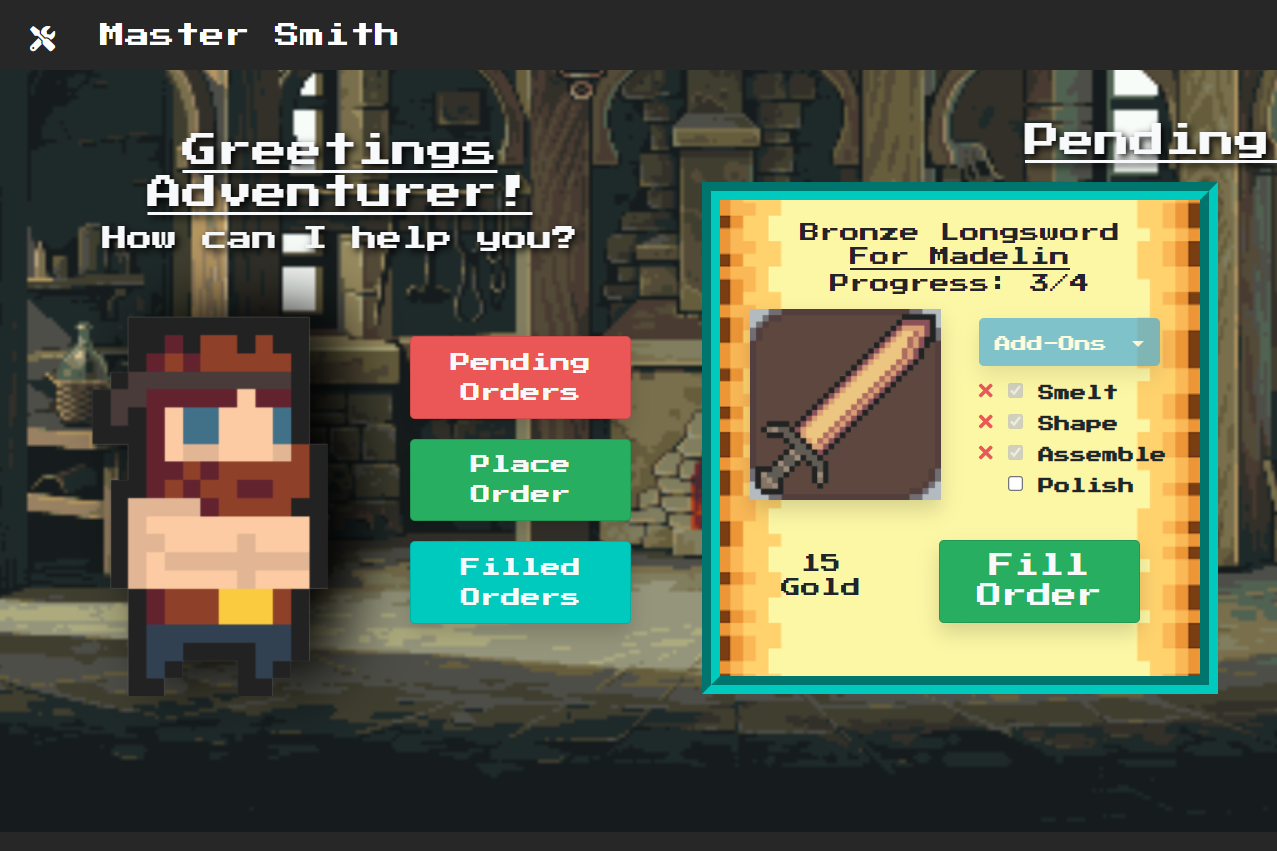 Master Smith
Greetings
Adventurer!
How can I help you?
Pending
Orders
Place
Order
Filled
Orders
Pending
Bronze Longsword
For Madelin
Progress: 3/4
Add-Ons
Smelt
Shape
Assemble
Polish
15
Gold
Fill
Order